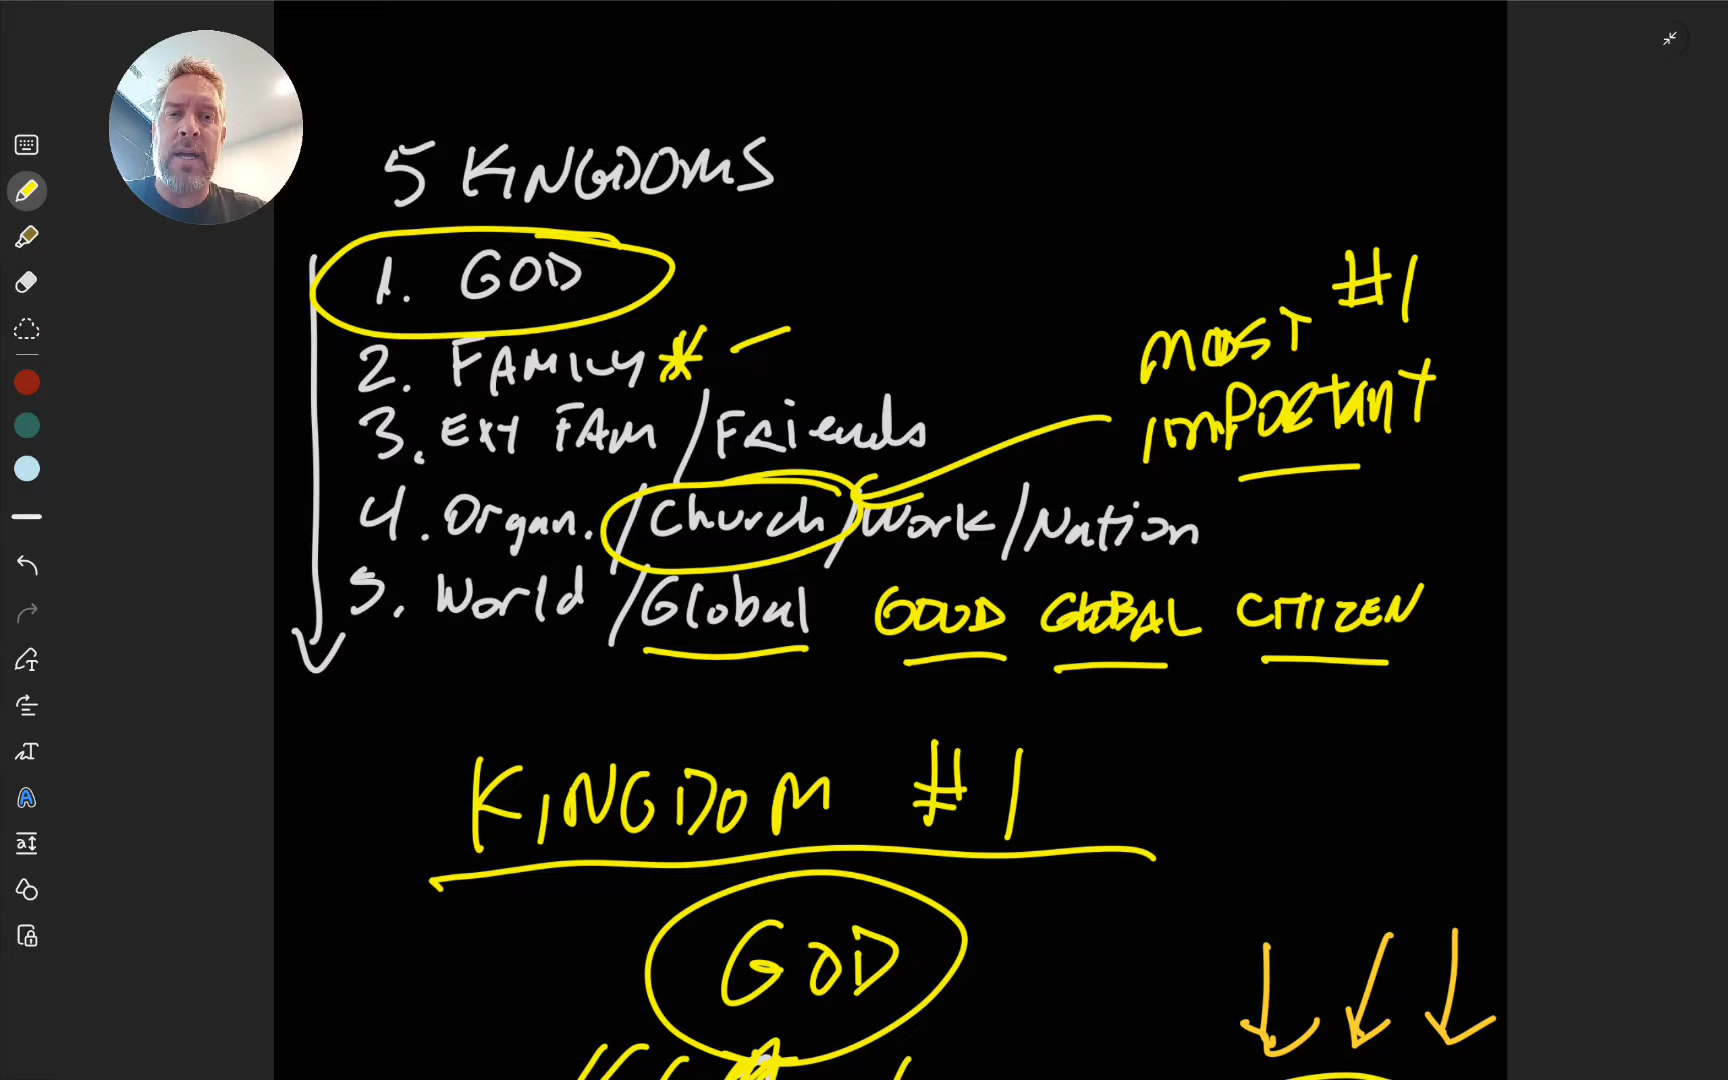 5 KINGDOMS
1. GOD
2. FAMILY *
3. EXT FAM / Friends
4. Organ. / Church / Work / Nation
5. World / Global GOOD GLOBAL CITIZEN
#1
MOST
IMPORTANT
KINGDOM #1
GOD